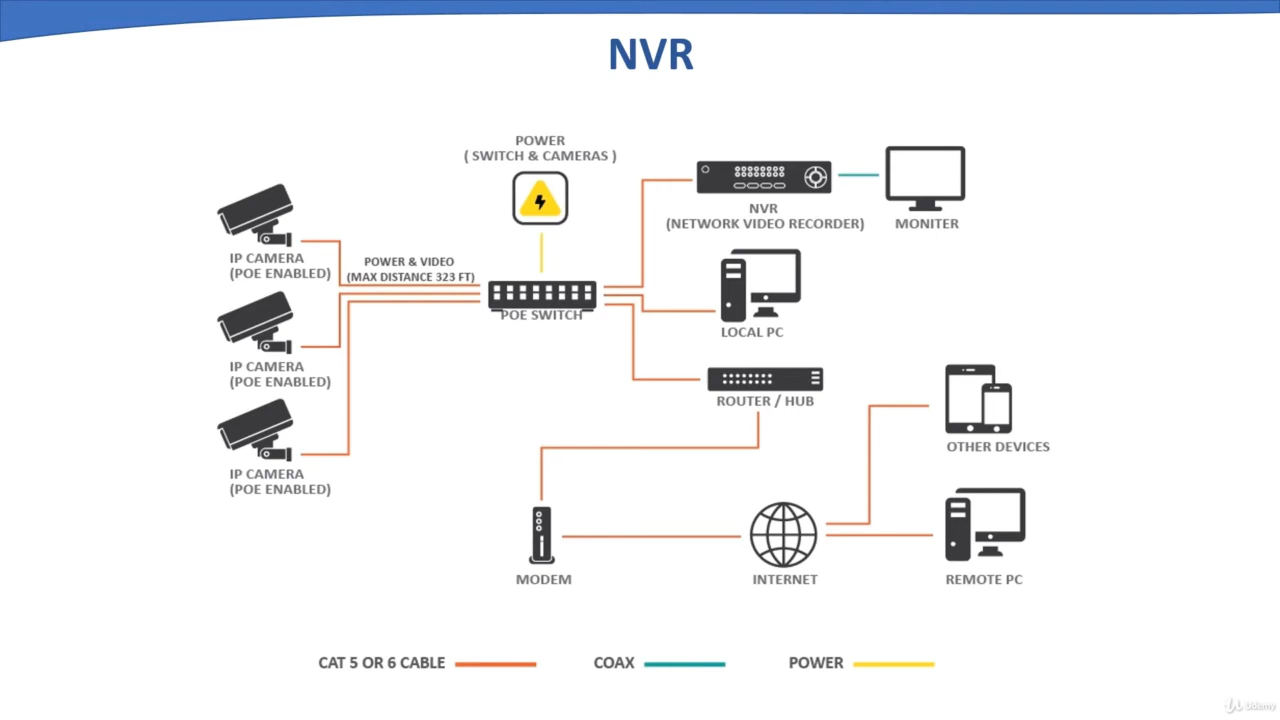 NVR
POWER
( SWITCH & CAMERAS )
NVR
(NETWORK VIDEO RECORDER)
MONITER
IP CAMERA
(POE ENABLED)
POWER & VIDEO
(MAX DISTANCE 323 FT)
POE SWITCH
LOCAL PC
IP CAMERA
(POE ENABLED)
ROUTER / HUB
OTHER DEVICES
IP CAMERA
(POE ENABLED)
MODEM
INTERNET
REMOTE PC
CAT 5 OR 6 CABLE
COAX
POWER
Udemy